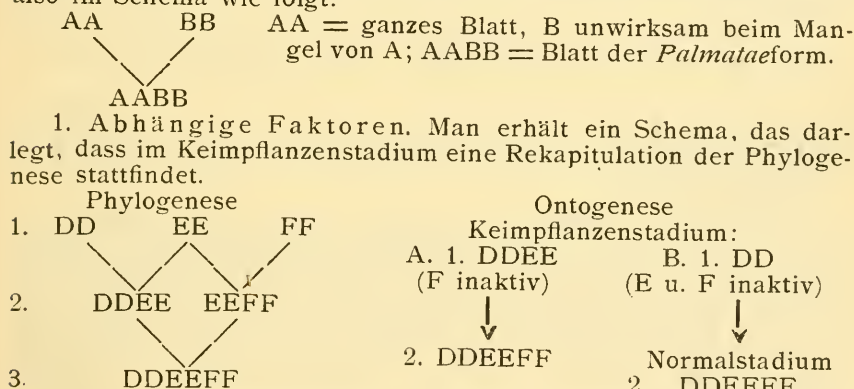 also im Schema wie folgt:
AA BB AA = ganzes Blatt, B unwirksam beim Man-
gel von A; AABB = Blatt der Palmataeform.
AABB
1. Abhängige Faktoren. Man erhält ein Schema, das dar-
legt, dass im Keimpflanzenstadium eine Rekapitulation der Phyloge-
nese stattfindet.
Phylogenese
1. DD EE FF
2. DDEE EEFF
3. DDEEFF
Ontogenese
Keimpflanzenstadium:
A. 1. DDEE B. 1. DD
(F inaktiv) (E u. F inaktiv)
2. DDEEFF Normalstadium
2. DDEEFF